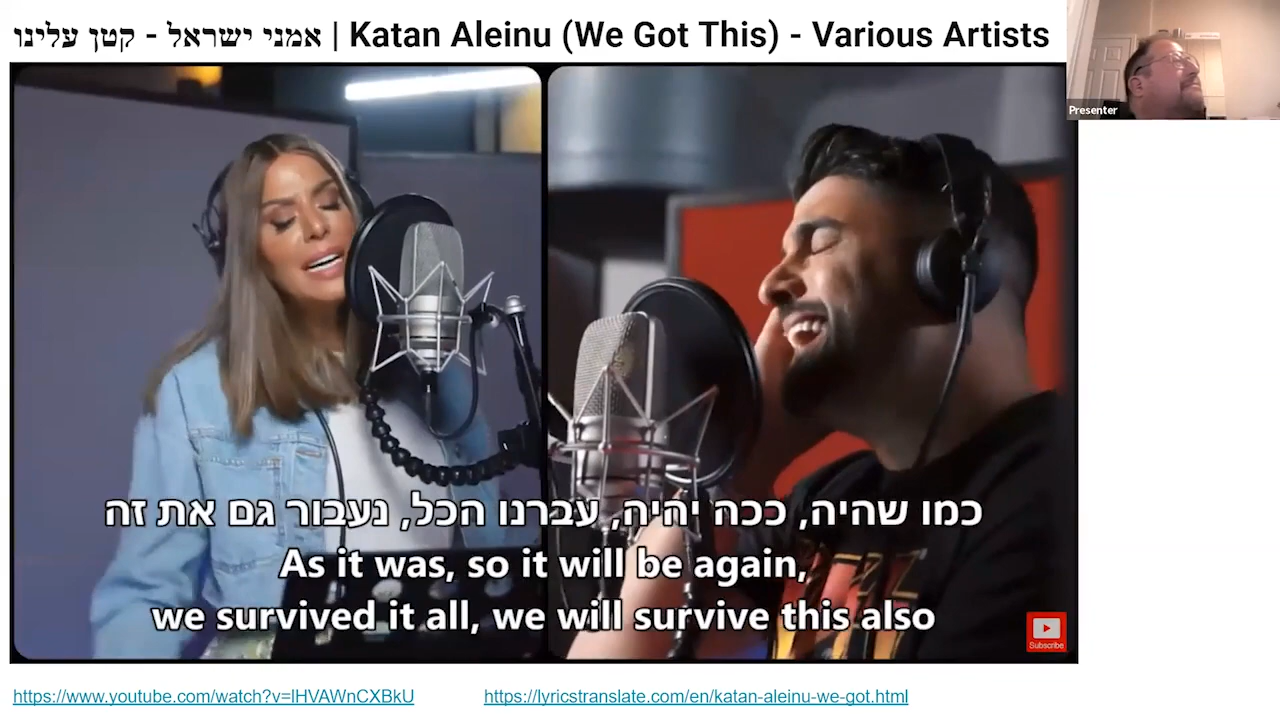 אמני ישראל - קטן עלינו | Katan Aleinu (We Got This) - Various Artists
Presenter
כמו שהיה, ככה יהיה, עברנו הכל, נעבור גם את זה
As it was, so it will be again,
we survived it all, we will survive this also
Subscribe
https://www.youtube.com/watch?v=lHVAWnCXBkU
https://lyricstranslate.com/en/katan-aleinu-we-got.html